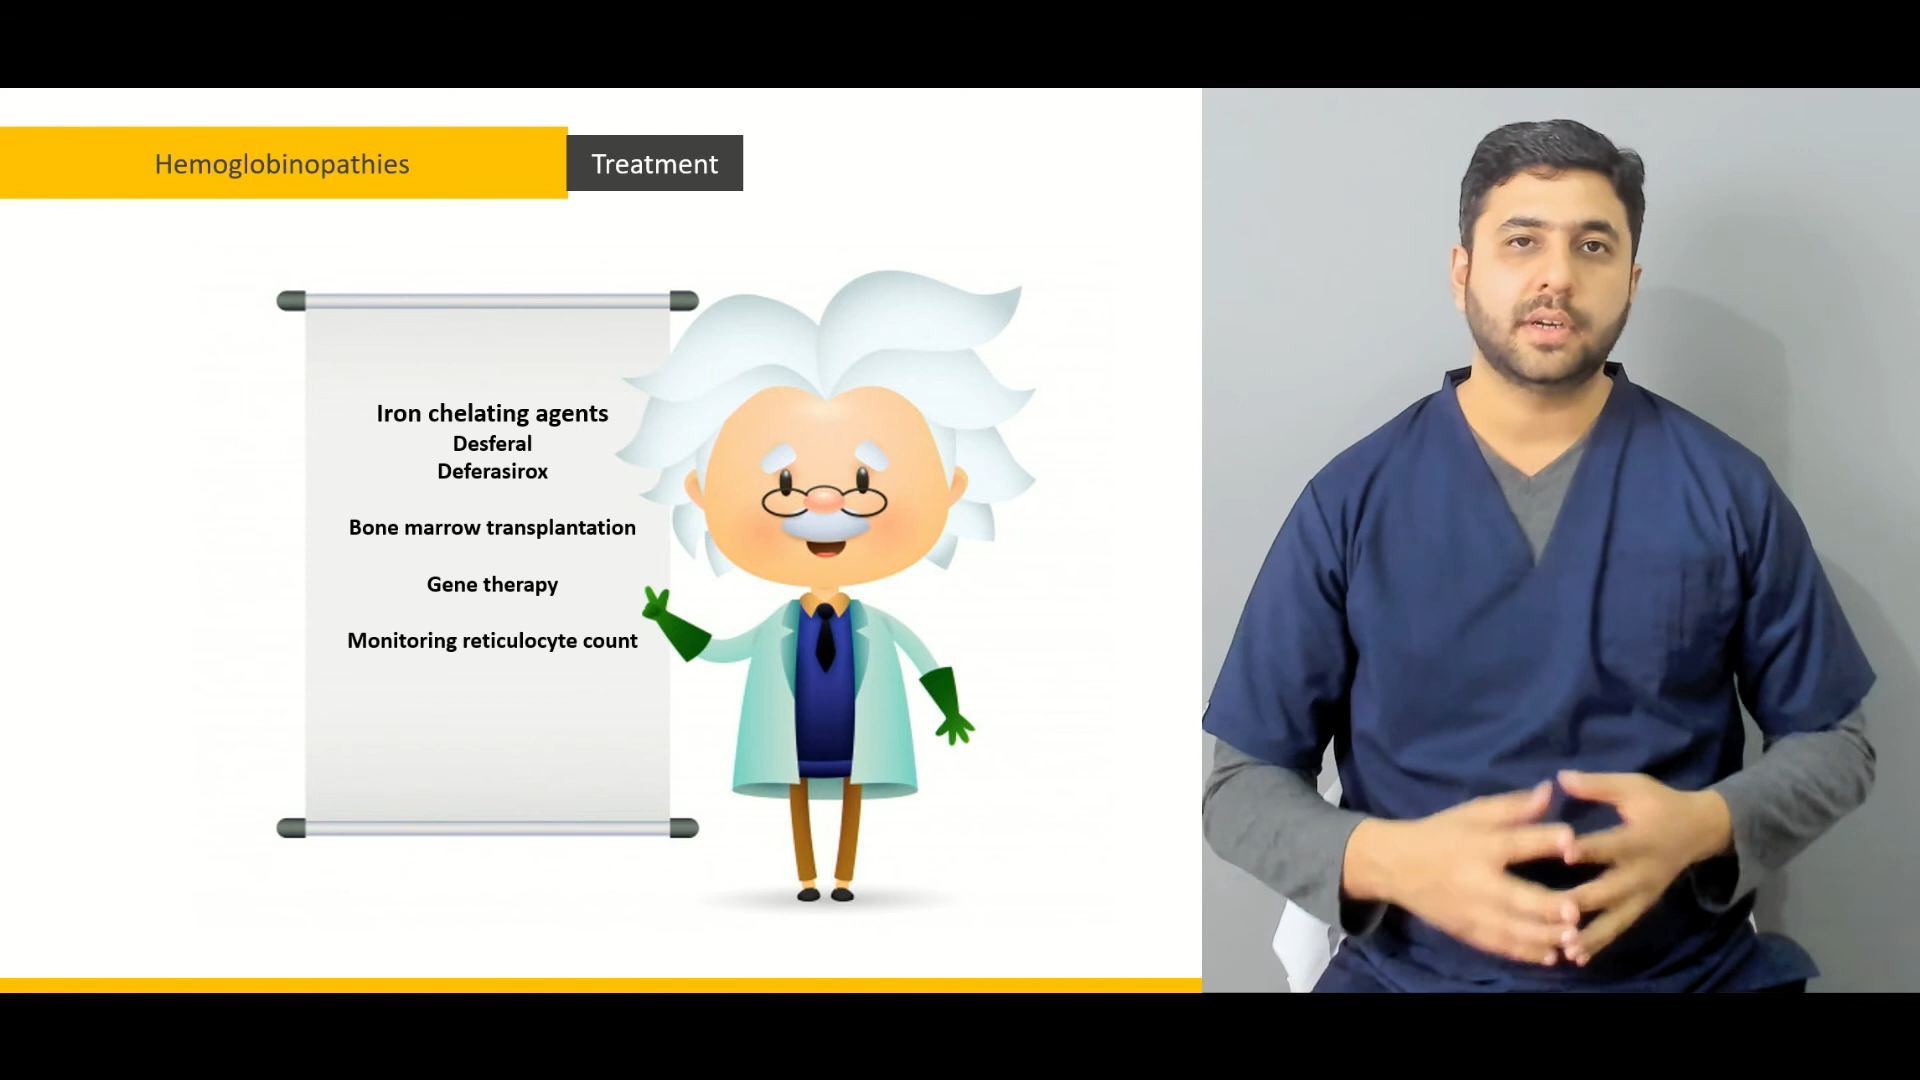 Hemoglobinopathies
Treatment
Iron chelating agents
Desferal
Deferasirox
Bone marrow transplantation
Gene therapy
Monitoring reticulocyte count